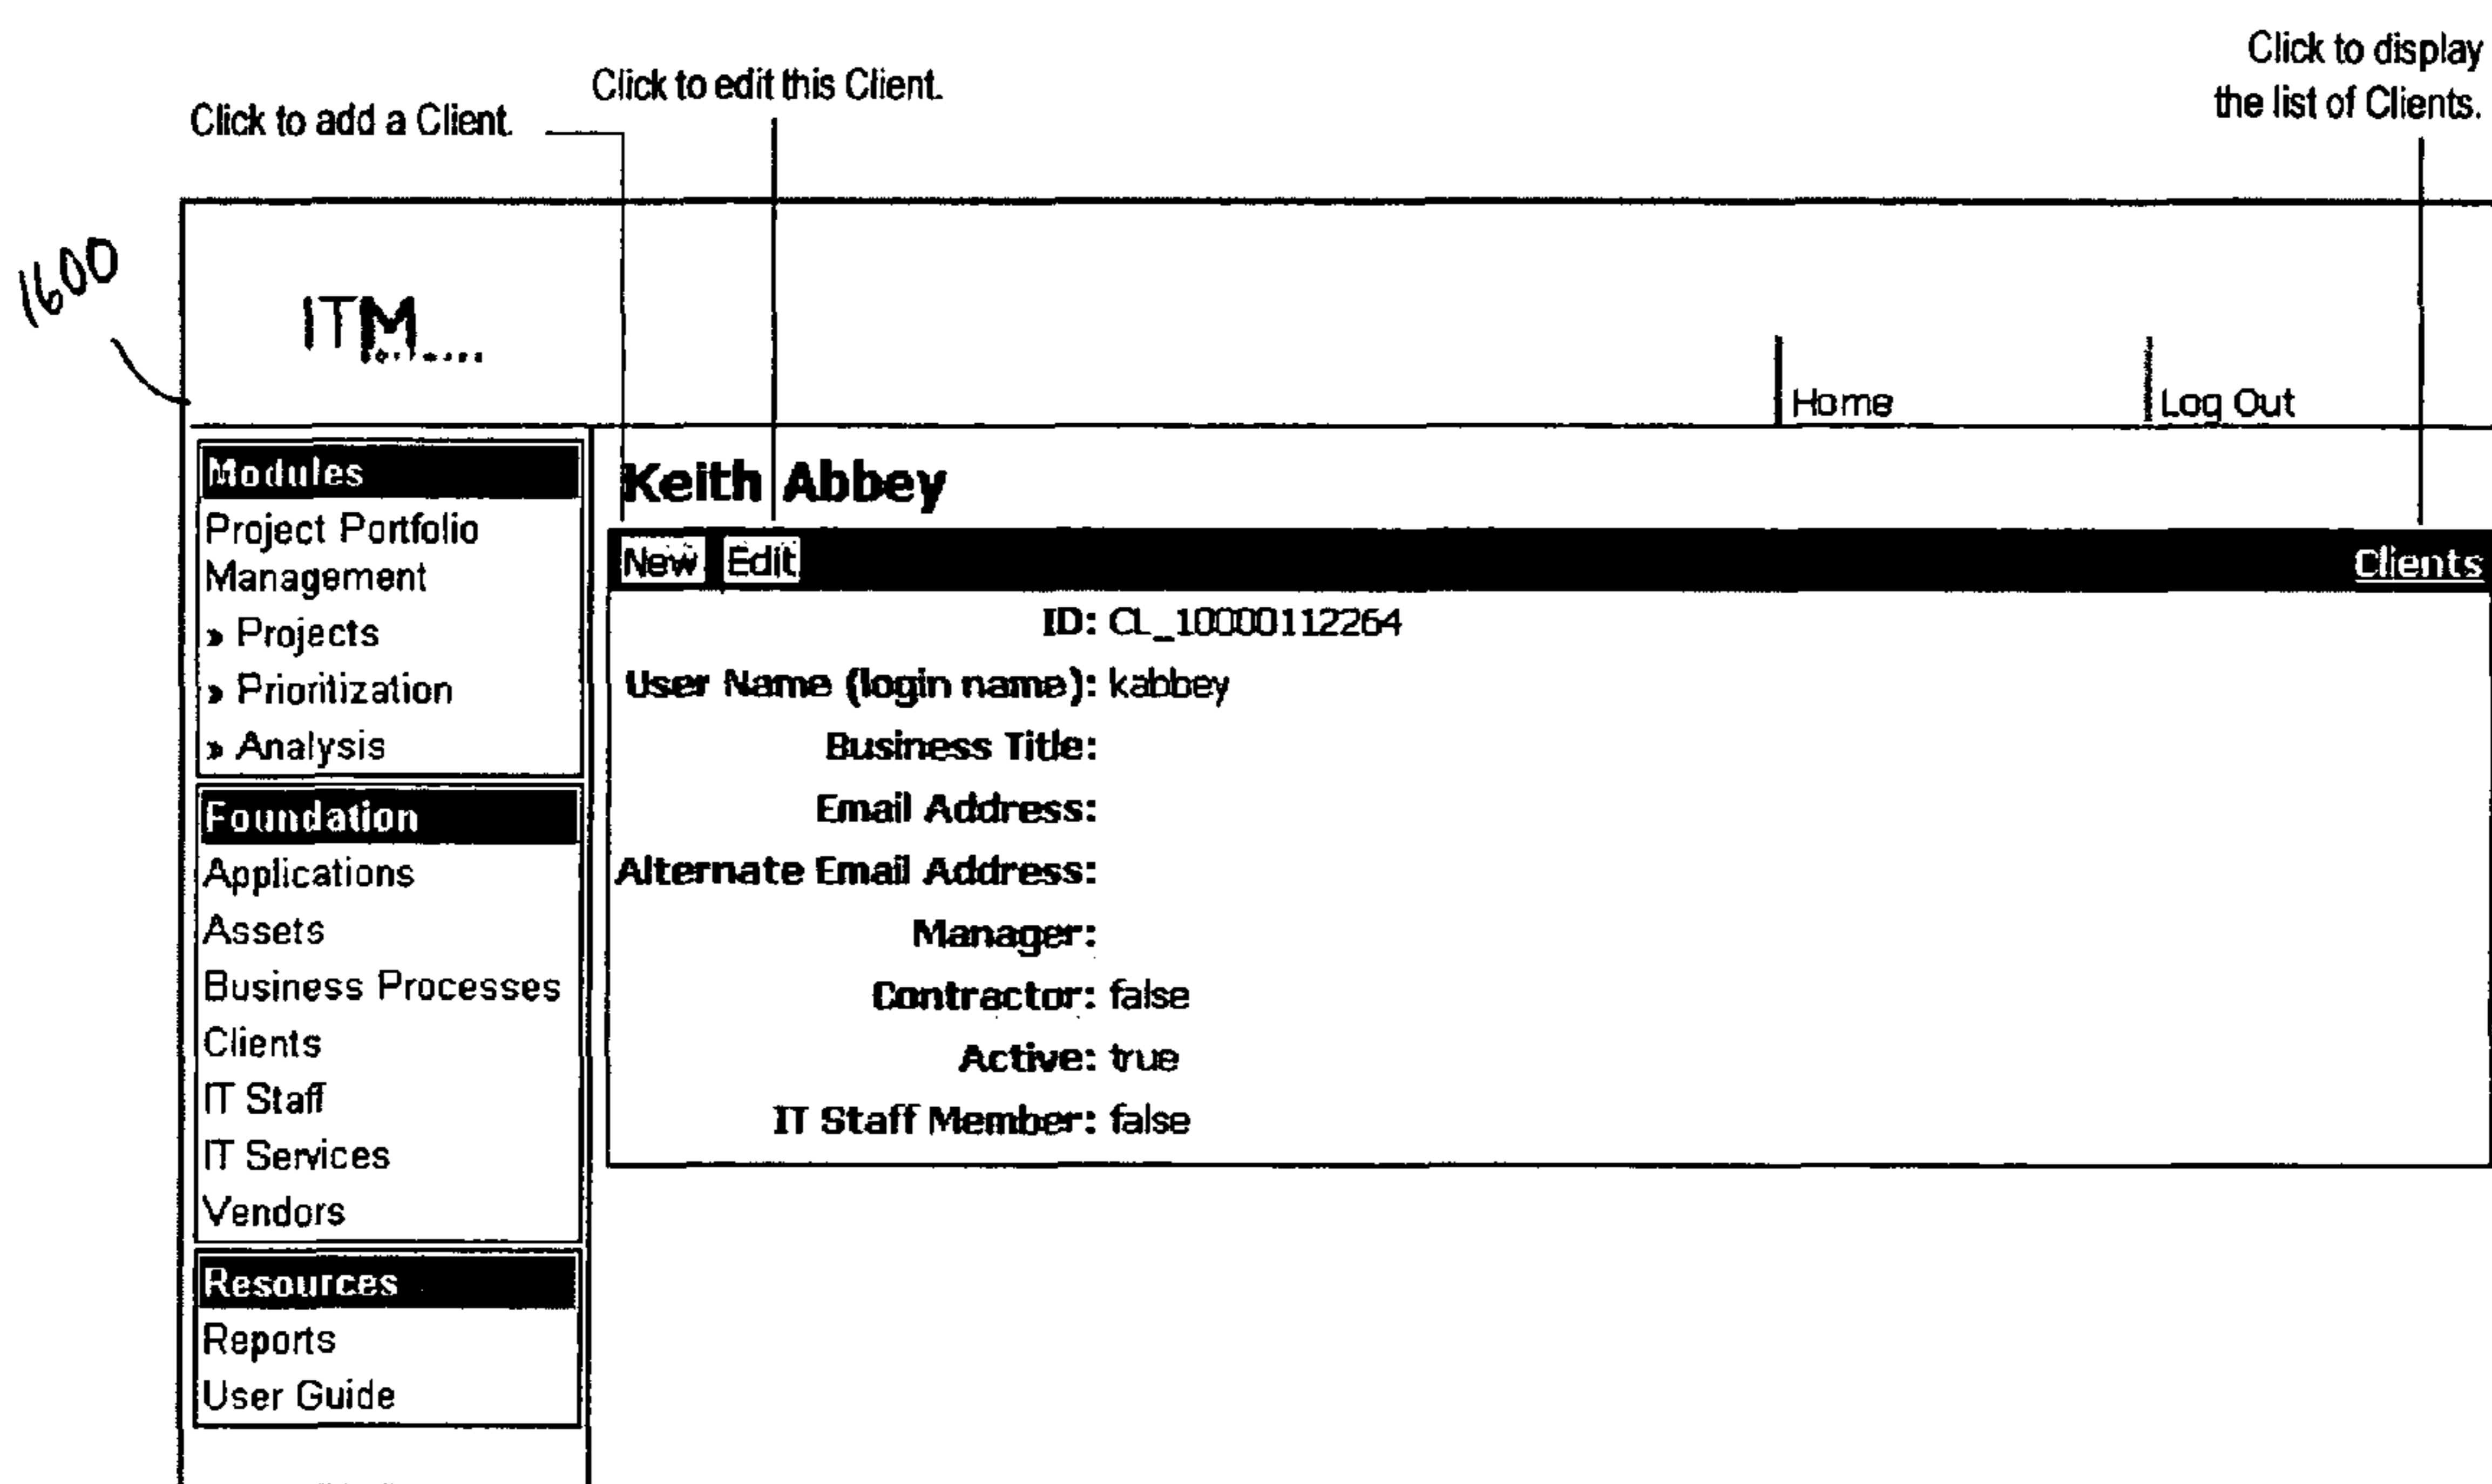 Click to display
the list of Clients.
Click to edit this Client.
Click to add a Client.
1600
ITM
Home
Log Out
Modules
Project Portfolio
Management
» Projects
» Prioritization
» Analysis
Foundation
Applications
Assets
Business Processes
Clients
IT Staff
IT Services
Vendors
Resources
Reports
User Guide
Keith Abbey
New Edit Clients
ID: CL_10000112264
User Name (login name): kabbey
Business Title:
Email Address:
Alternate Email Address:
Manager:
Contractor: false
Active: true
IT Staff Member: false